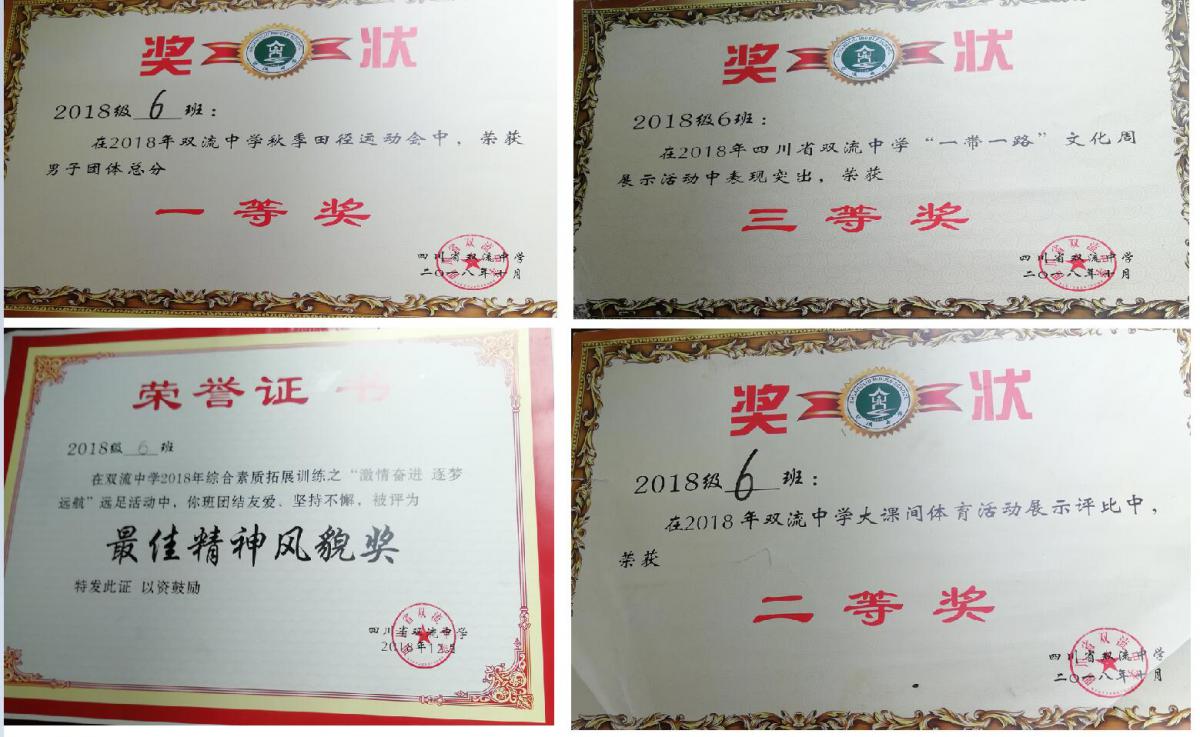 奖 状
2018级 6 班：
在2018年双流中学秋季田径运动会中，荣获
男子团体总分
一等奖
四川省双流中学
二〇一八年十月
奖 状
2018级6班：
在2018年四川省双流中学“一带一路”文化周
展示活动中表现突出，荣获
三等奖
四川省双流中学
二〇一八年十月
荣誉证书
2018级 6 班
在双流中学2018年综合素质拓展训练之“激情奋进 逐梦
远航”远足活动中，你班团结友爱、坚持不懈，被评为
最佳精神风貌奖
特发此证 以资鼓励
四川省双流中学
2018年12月
奖 状
2018级 6 班：
在2018年双流中学大课间体育活动展示评比中，
荣获
二等奖
四川省双流中学
二〇一八年十月